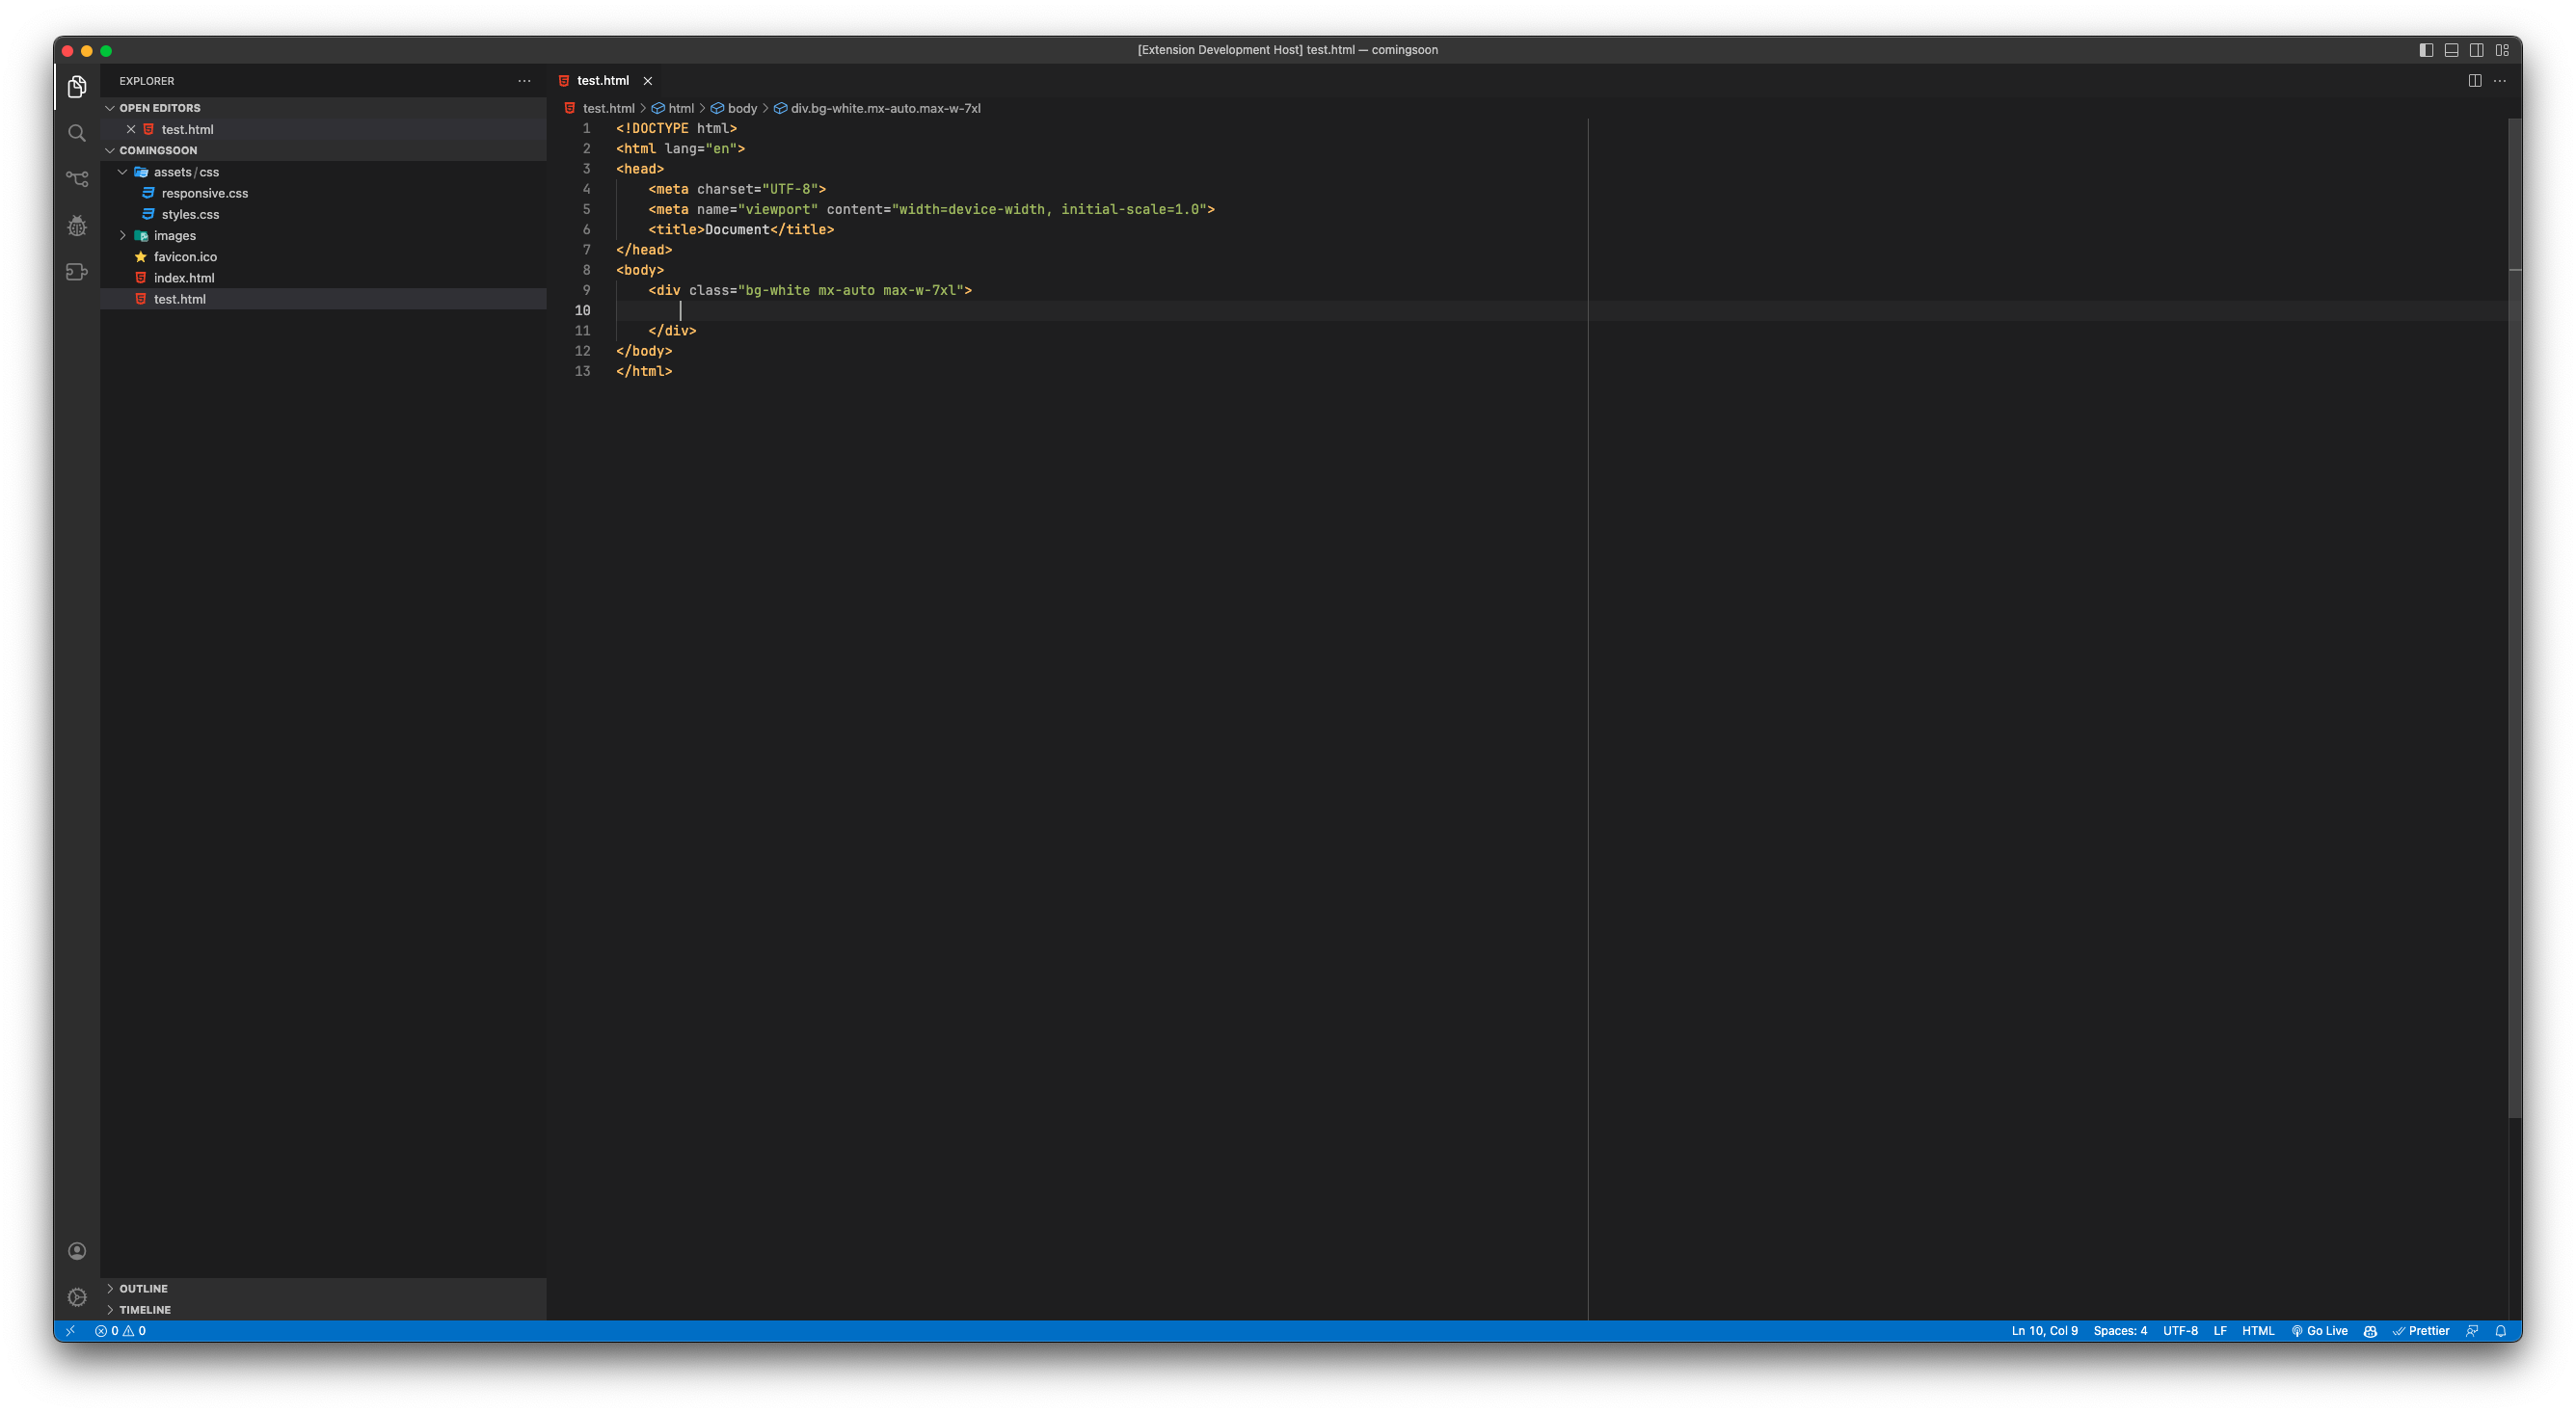 [Extension Development Host] test.html — comingsoon
EXPLORER
OPEN EDITORS
test.html
COMINGSOON
assets / css
responsive.css
styles.css
images
favicon.ico
index.html
test.html
OUTLINE
TIMELINE
test.html
test.html > html > body > div.bg-white.mx-auto.max-w-7xl
1 <!DOCTYPE html>
2 <html lang="en">
3 <head>
4 <meta charset="UTF-8">
5 <meta name="viewport" content="width=device-width, initial-scale=1.0">
6 <title>Document</title>
7 </head>
8 <body>
9 <div class="bg-white mx-auto max-w-7xl">
10
11 </div>
12 </body>
13 </html>
0 0 Ln 10, Col 9 Spaces: 4 UTF-8 LF HTML Go Live Prettier